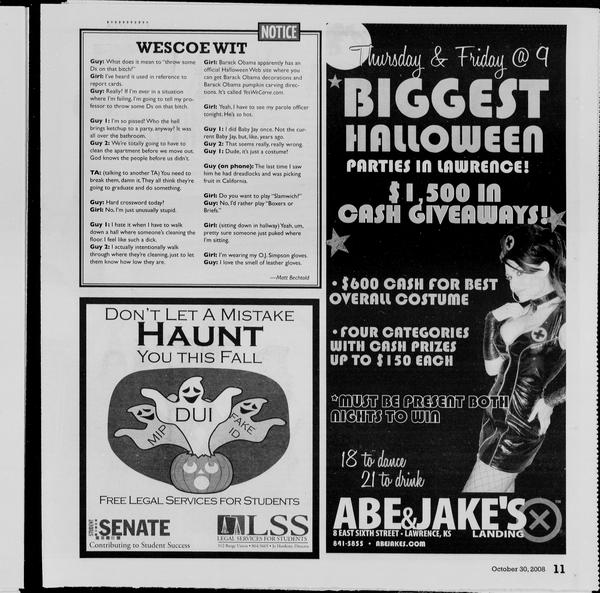 NOTICE
WESCOE WIT
Guy: What does it mean to "throw some
Ds on that bitch?"
Girl: I've heard it used in reference to
report cards.
Guy: Really? If I'm ever in a situation
where I'm failing, I'm going to tell my pro-
fessor to throw some Ds on that bitch.
Guy 1: I'm so pissed! Who the hell
brings ketchup to a party, anyway? It was
all over the bathroom.
Guy 2: We're totally going to have to
clean the apartment before we move out.
God knows the people before us didn't.
TA: (talking to another TA) You need to
break them, damn it. They all think they're
going to graduate and do something.
Guy: Hard crossword today?
Girl: No, I'm just unusually stupid.
Guy 1: I hate it when I have to walk
down a hall where someone's cleaning the
floor. I feel like such a dick.
Guy 2: I actually intentionally walk
through where they're cleaning, just to let
them know how low they are.
Girl: Barack Obama apparently has an
official Halloween Web site where you
can get Barack Obama decorations and
Barack Obama pumpkin carving direc-
tions. It's called YesWeCarve.com.
Girl: Yeah, I have to see my parole officer
tonight. He's so hot.
Guy 1: I did Baby Jay once. Not the cur-
rent Baby Jay, but, like, years ago.
Guy 2: That seems really, really wrong.
Guy 1: Dude, it's just a costume!
Guy (on phone): The last time I saw
him he had dreadlocks and was picking
fruit in California.
Girl: Do you want to play "Slamwich?"
Guy: No, I'd rather play "Boxers or
Briefs."
Girl: (sitting down in hallway) Yeah, um,
pretty sure someone just puked where
I'm sitting.
Girl: I'm wearing my O.J. Simpson gloves.
Guy: I love the smell of leather gloves.
—Matt Bechtold
DON'T LET A MISTAKE
HAUNT
YOU THIS FALL
MIP
DUI
FAKE
ID
FREE LEGAL SERVICES FOR STUDENTS
STUDENT
SENATE
Contributing to Student Success
LSS
LEGAL SERVICES FOR STUDENTS
Thursday & Friday @ 9
BIGGEST
HALLOWEEN
PARTIES IN LAWRENCE!
$1,500 IN
CASH GIVEAWAYS!
• $600 CASH FOR BEST
OVERALL COSTUME
• FOUR CATEGORIES
WITH CASH PRIZES
UP TO $150 EACH
*MUST BE PRESENT BOTH
NIGHTS TO WIN
18 to dance
21 to drink
ABE&JAKE'S
LANDING
8 EAST SIXTH STREET • LAWRENCE, KS
841-5855 • ABEJAKES.COM
October 30, 2008 11